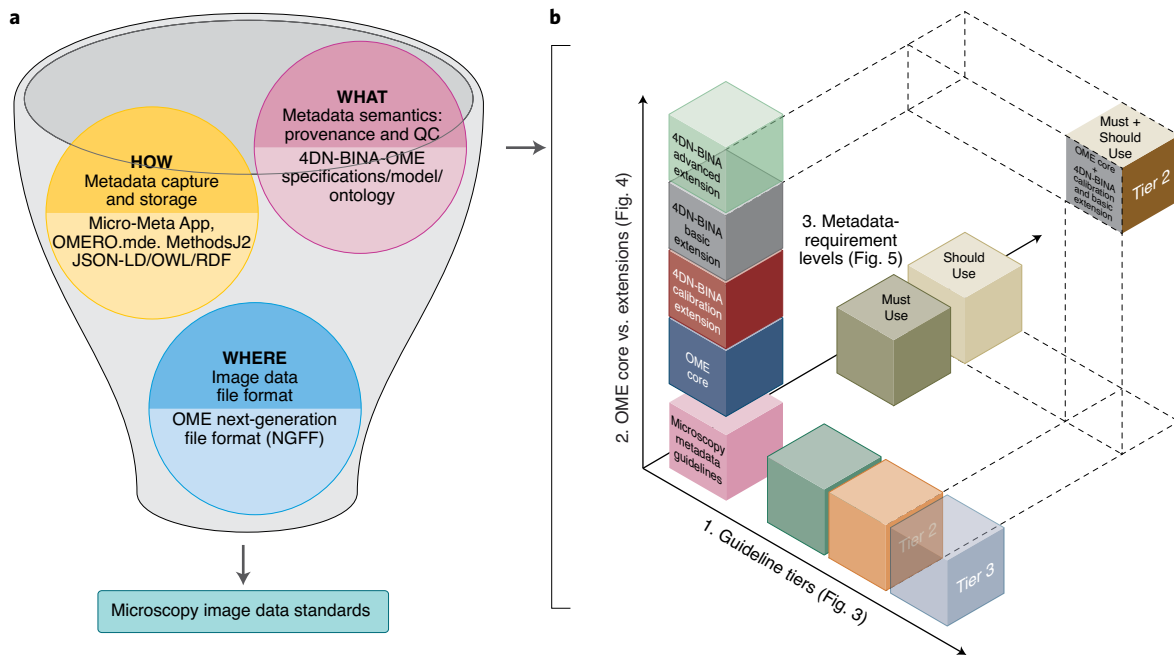 a
HOW
Metadata capture
and storage
Micro-Meta App,
OMERO.mde. MethodsJ2
JSON-LD/OWL/RDF
WHAT
Metadata semantics:
provenance and QC
4DN-BINA-OME
specifications/model/
ontology
WHERE
Image data
file format
OME next-generation
file format (NGFF)
Microscopy image data standards
b
2. OME core vs. extensions (Fig. 4)
4DN-BINA
advanced
extension
4DN-BINA
basic
extension
4DN-BINA
calibration
extension
OME
core
Microscopy
metadata
guidelines
3. Metadata-
requirement
levels (Fig. 5)
Must
Use
Should
Use
Must +
Should
Use
OME core
+
4DN-BINA
calibration
and basic
extension
Tier 2
Tier 2
Tier 3
1. Guideline tiers (Fig. 3)